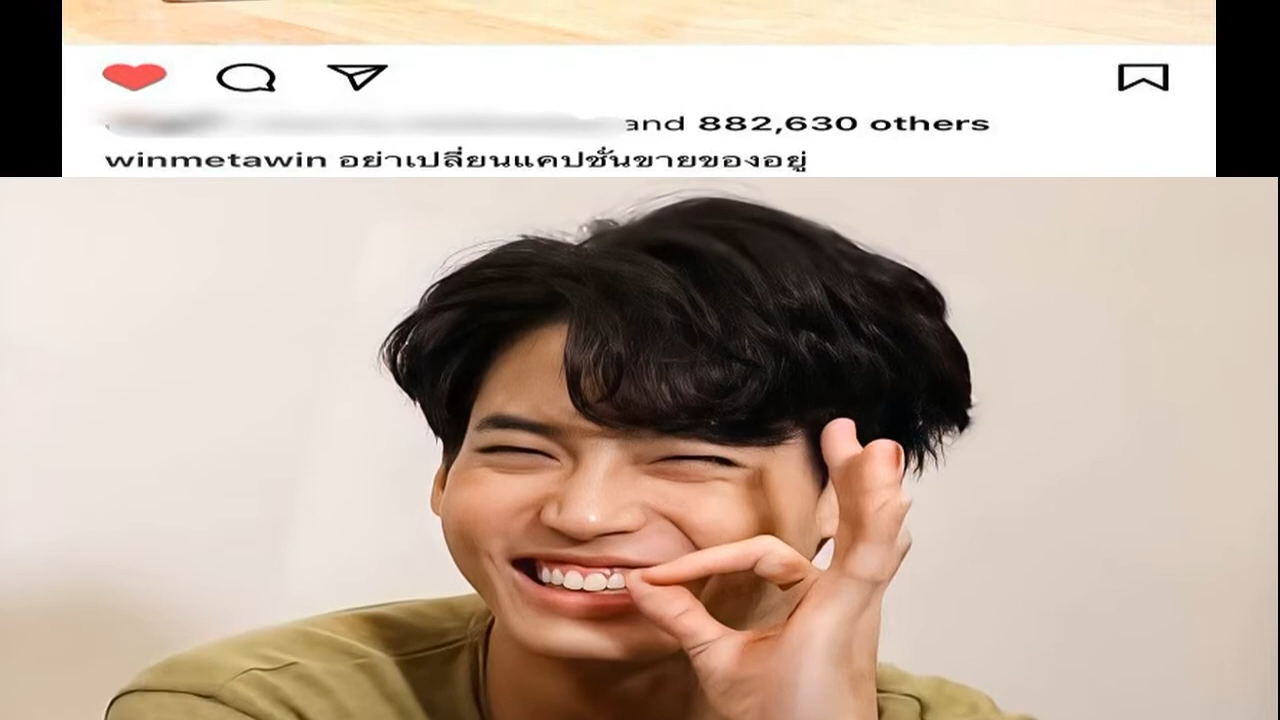 and 882,630 others
winmetawin อย่าเปลี่ยนแคปชั่นขายของอยู่